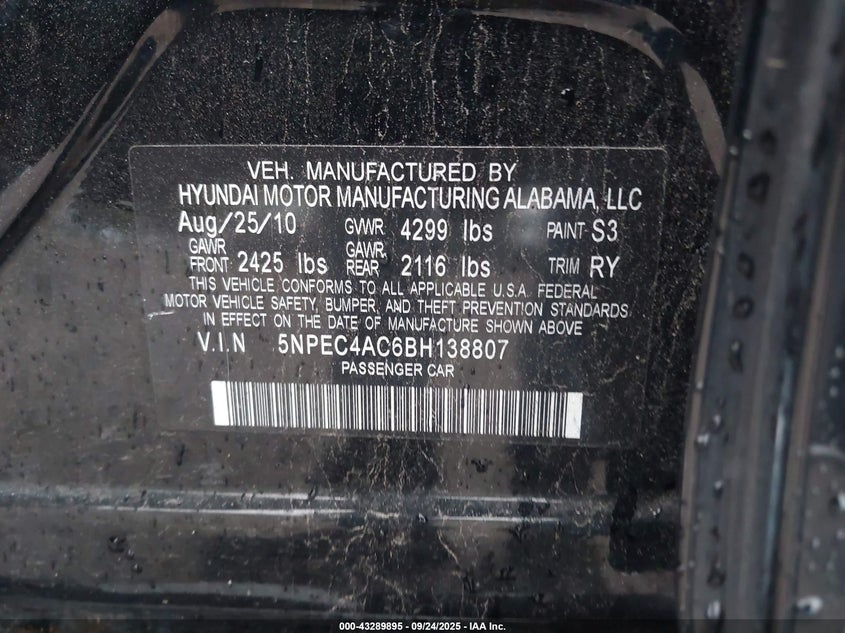 VEH. MANUFACTURED BY
HYUNDAI MOTOR MANUFACTURING ALABAMA, LLC
Aug/25/10 GVWR 4299 lbs PAINT S3
GAWR FRONT 2425 lbs GAWR REAR 2116 lbs TRIM RY
THIS VEHICLE CONFORMS TO ALL APPLICABLE U.S.A. FEDERAL
MOTOR VEHICLE SAFETY, BUMPER, AND THEFT PREVENTION STANDARDS
IN EFFECT ON THE DATE OF MANUFACTURE SHOWN ABOVE
V.I.N 5NPEC4AC6BH138807
PASSENGER CAR
000-43289895 - 09/24/2025 - IAA Inc.